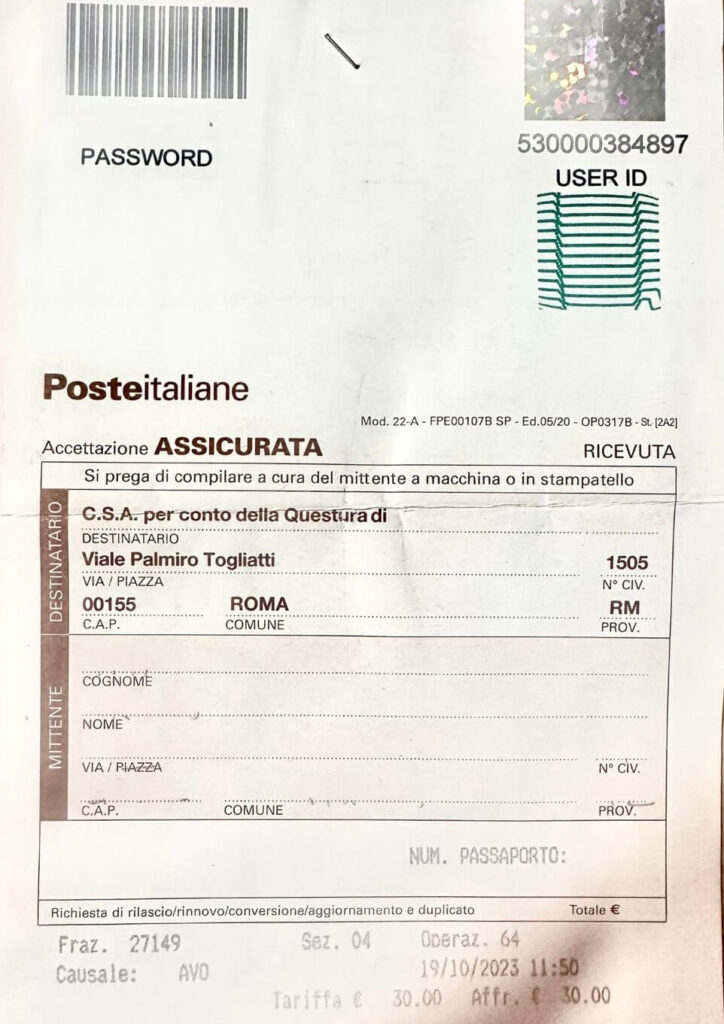 PASSWORD
530000384897
USER ID
Posteitaliane
Mod. 22-A - FPE00107B SP - Ed.05/20 - OP0317B - St. [2A2]
Accettazione ASSICURATA RICEVUTA
Si prega di compilare a cura del mittente a macchina o in stampatello
DESTINATARIO
C.S.A. per conto della Questura di
DESTINATARIO
Viale Palmiro Togliatti 1505
VIA / PIAZZA N° CIV.
00155 ROMA RM
C.A.P. COMUNE PROV.
MITTENTE
COGNOME
NOME
VIA / PIAZZA N° CIV.
C.A.P. COMUNE PROV.
NUM. PASSAPORTO:
Richiesta di rilascio/rinnovo/conversione/aggiornamento e duplicato Totale €
Fraz. 27149 Sez. 04 Operaz. 64
Causale: AVO 19/10/2023 11:50
Tariffa € 30.00 Affr. € 30.00